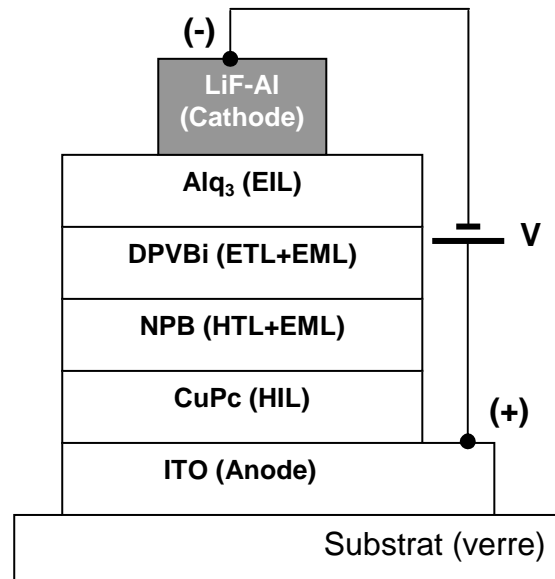 (-)
LiF-Al
(Cathode)
Alq₃ (EIL)
DPVBi (ETL+EML)
V
NPB (HTL+EML)
CuPc (HIL)
(+)
ITO (Anode)
Substrat (verre)